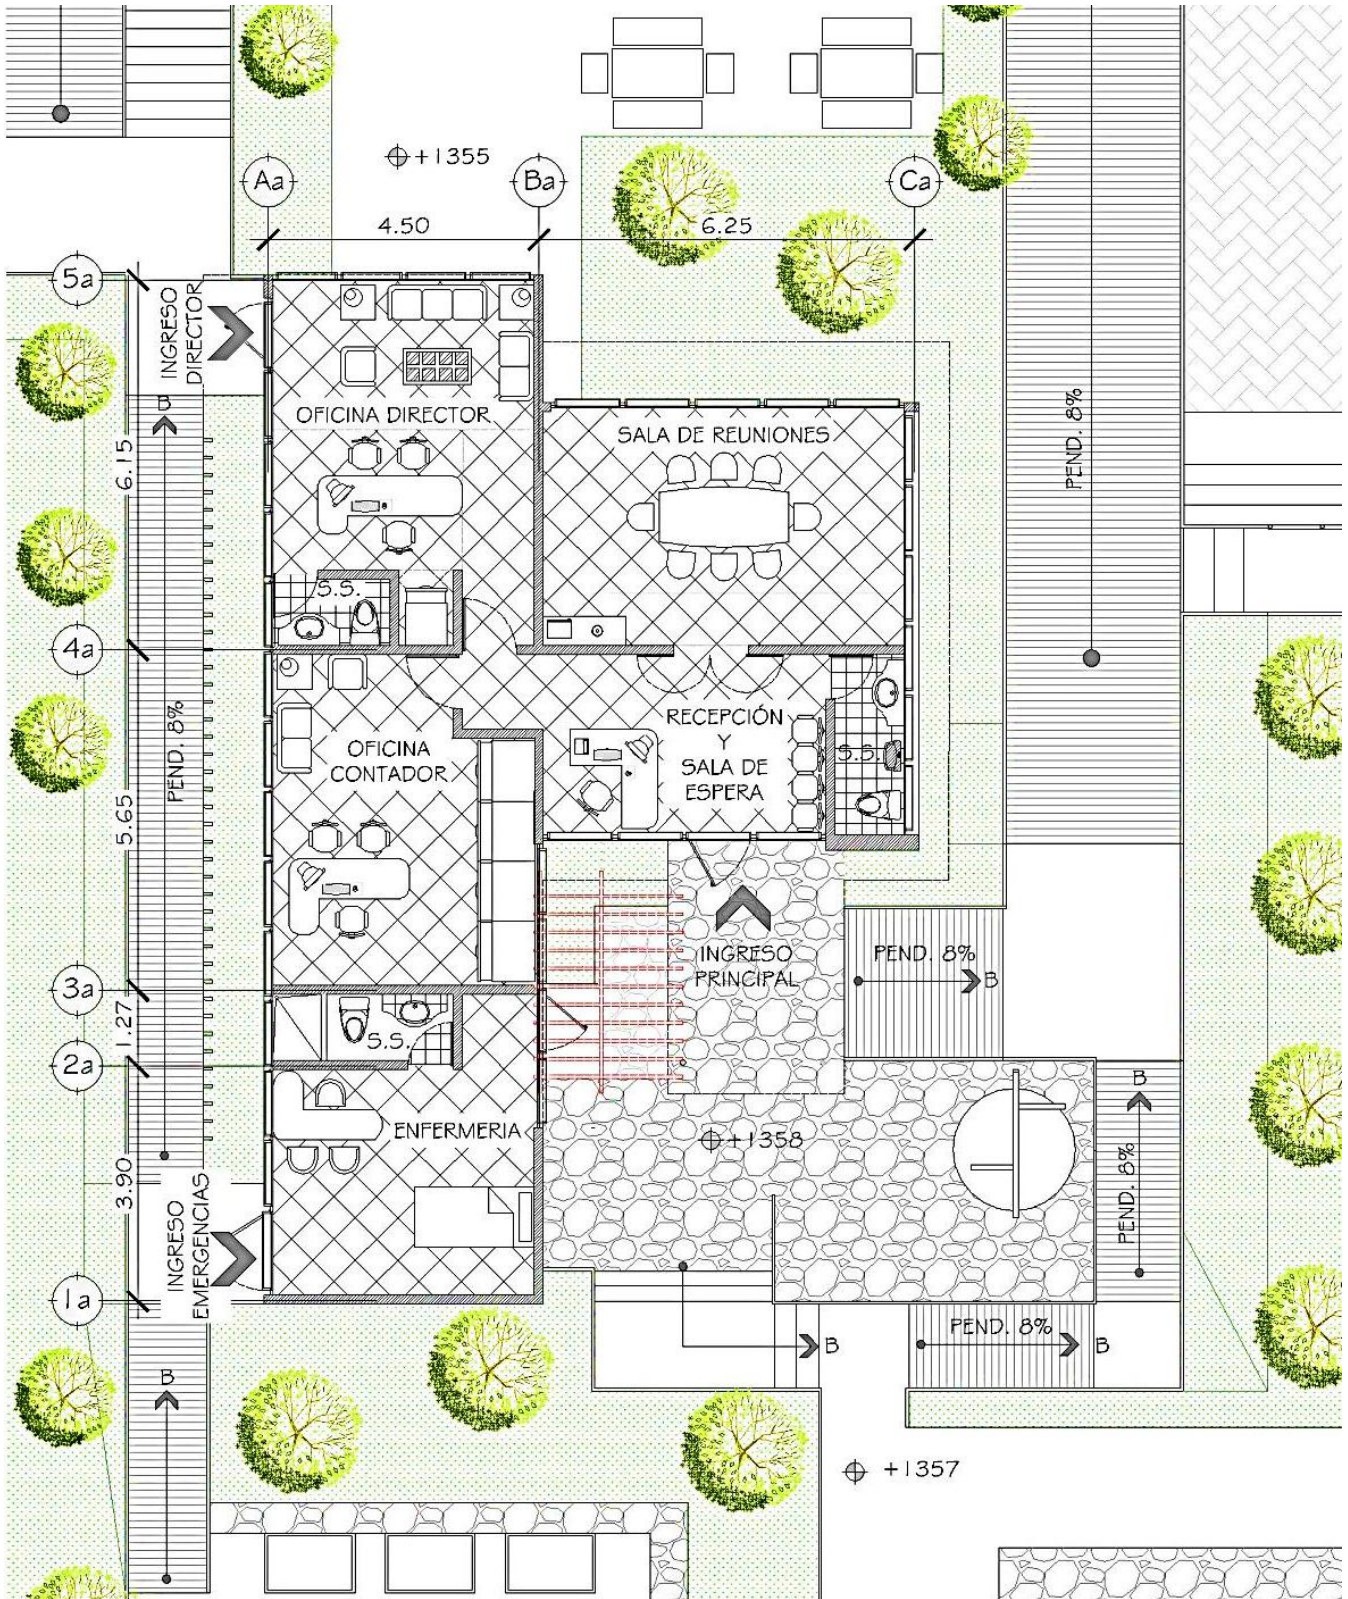 +1355
Aa
Ba
Ca
4.50
6.25
5a
INGRESO
DIRECTOR
B
OFICINA DIRECTOR
SALA DE REUNIONES
PEND. 8%
6.15
S.S.
4a
RECEPCIÓN
Y
SALA DE
ESPERA
S.S.
OFICINA
CONTADOR
PEND. 8%
5.65
INGRESO
PRINCIPAL
PEND. 8%
B
3a
1.27
S.S.
2a
B
ENFERMERIA
+1358
PEND. 8%
3.90
INGRESO
EMERGENCIAS
1a
PEND. 8%
B
B
B
+1357